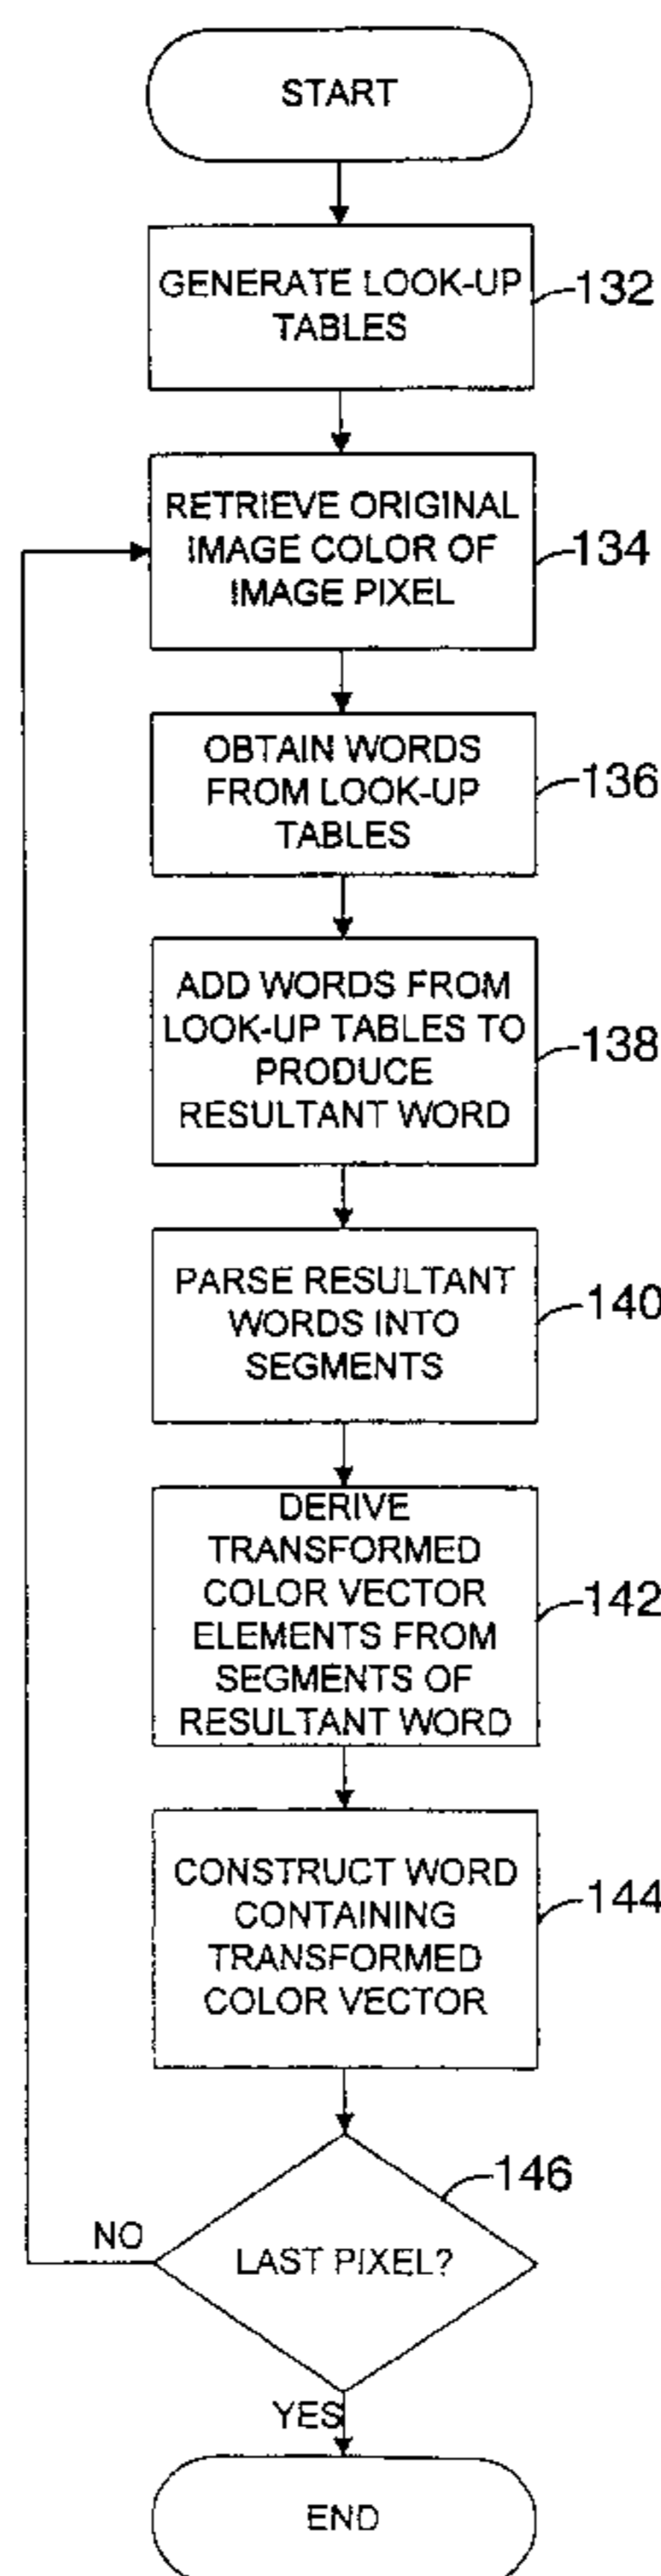 START
GENERATE LOOK-UP
TABLES
132
RETRIEVE ORIGINAL
IMAGE COLOR OF
IMAGE PIXEL
134
OBTAIN WORDS
FROM LOOK-UP
TABLES
136
ADD WORDS FROM
LOOK-UP TABLES TO
PRODUCE
RESULTANT WORD
138
PARSE RESULTANT
WORDS INTO
SEGMENTS
140
DERIVE
TRANSFORMED
COLOR VECTOR
ELEMENTS FROM
SEGMENTS OF
RESULTANT WORD
142
CONSTRUCT WORD
CONTAINING
TRANSFORMED
COLOR VECTOR
144
146
NO
LAST PIXEL?
YES
END